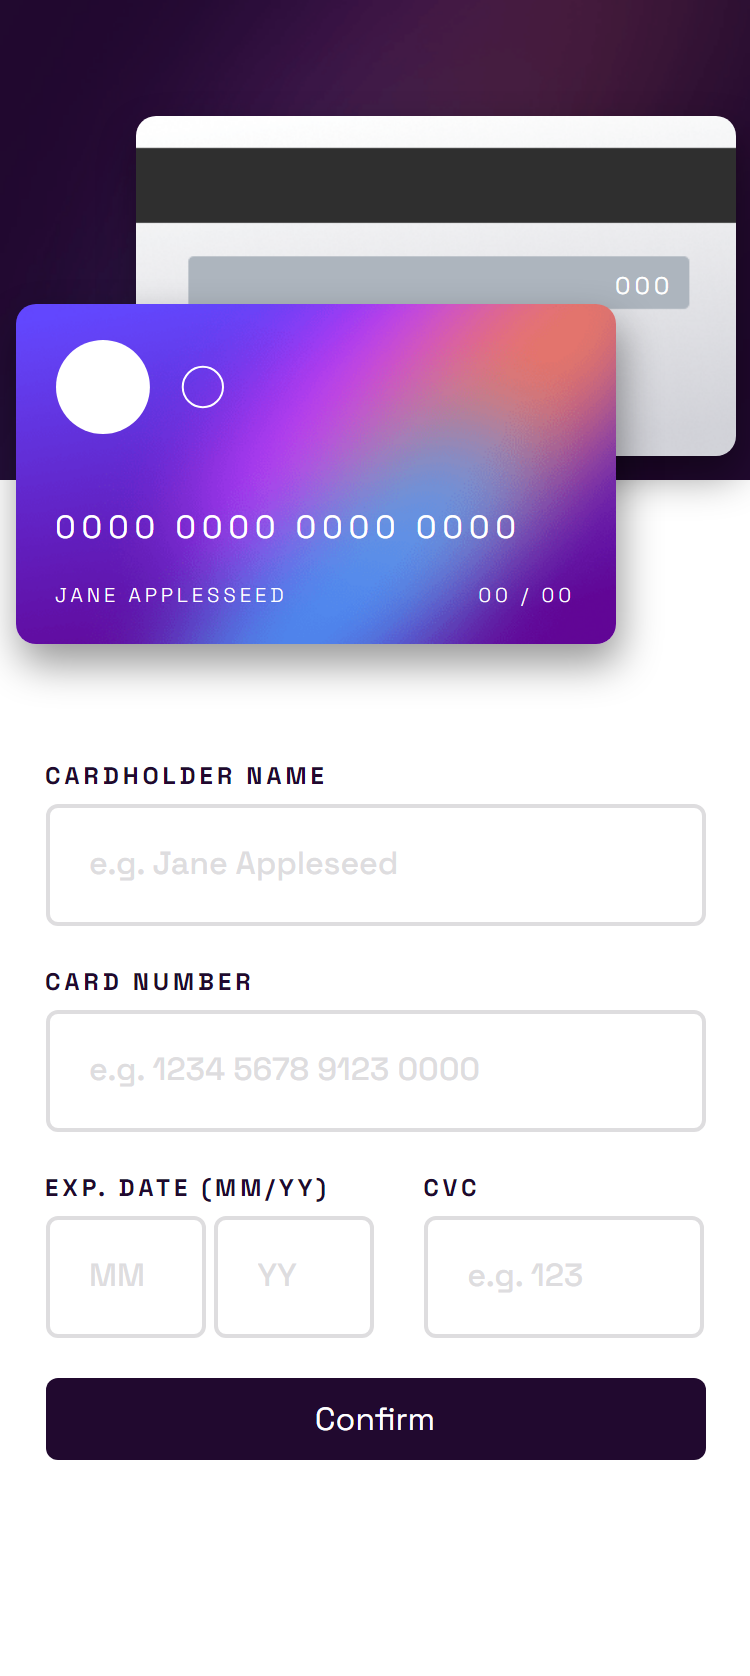 000
0000 0000 0000 0000
JANE APPLESSEED 00 / 00
CARDHOLDER NAME
e.g. Jane Appleseed
CARD NUMBER
e.g. 1234 5678 9123 0000
EXP. DATE (MM/YY) CVC
MM YY e.g. 123
Confirm